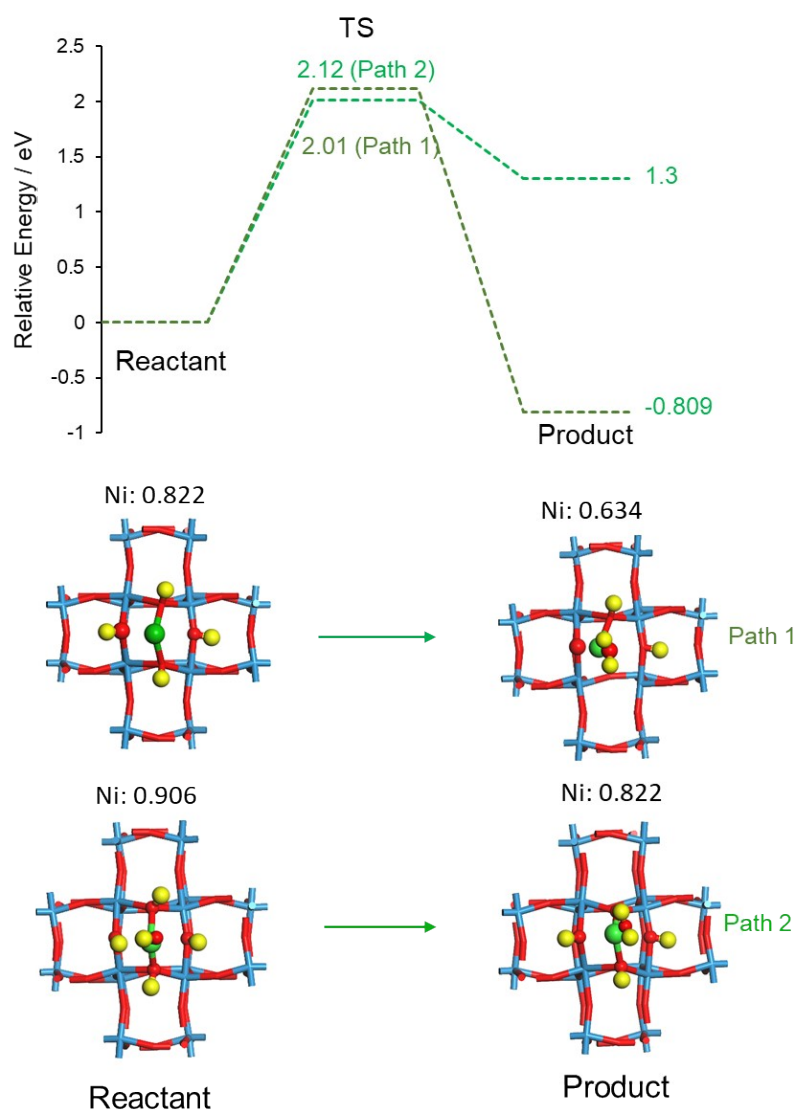 TS
2.5
2.12 (Path 2)
2
2.01 (Path 1)
1.5
1.3
1
0.5
0
Relative Energy / eV
Reactant
-0.5
-0.809
-1
Product
Ni: 0.822
Ni: 0.634
Path 1
Ni: 0.906
Ni: 0.822
Path 2
Reactant
Product